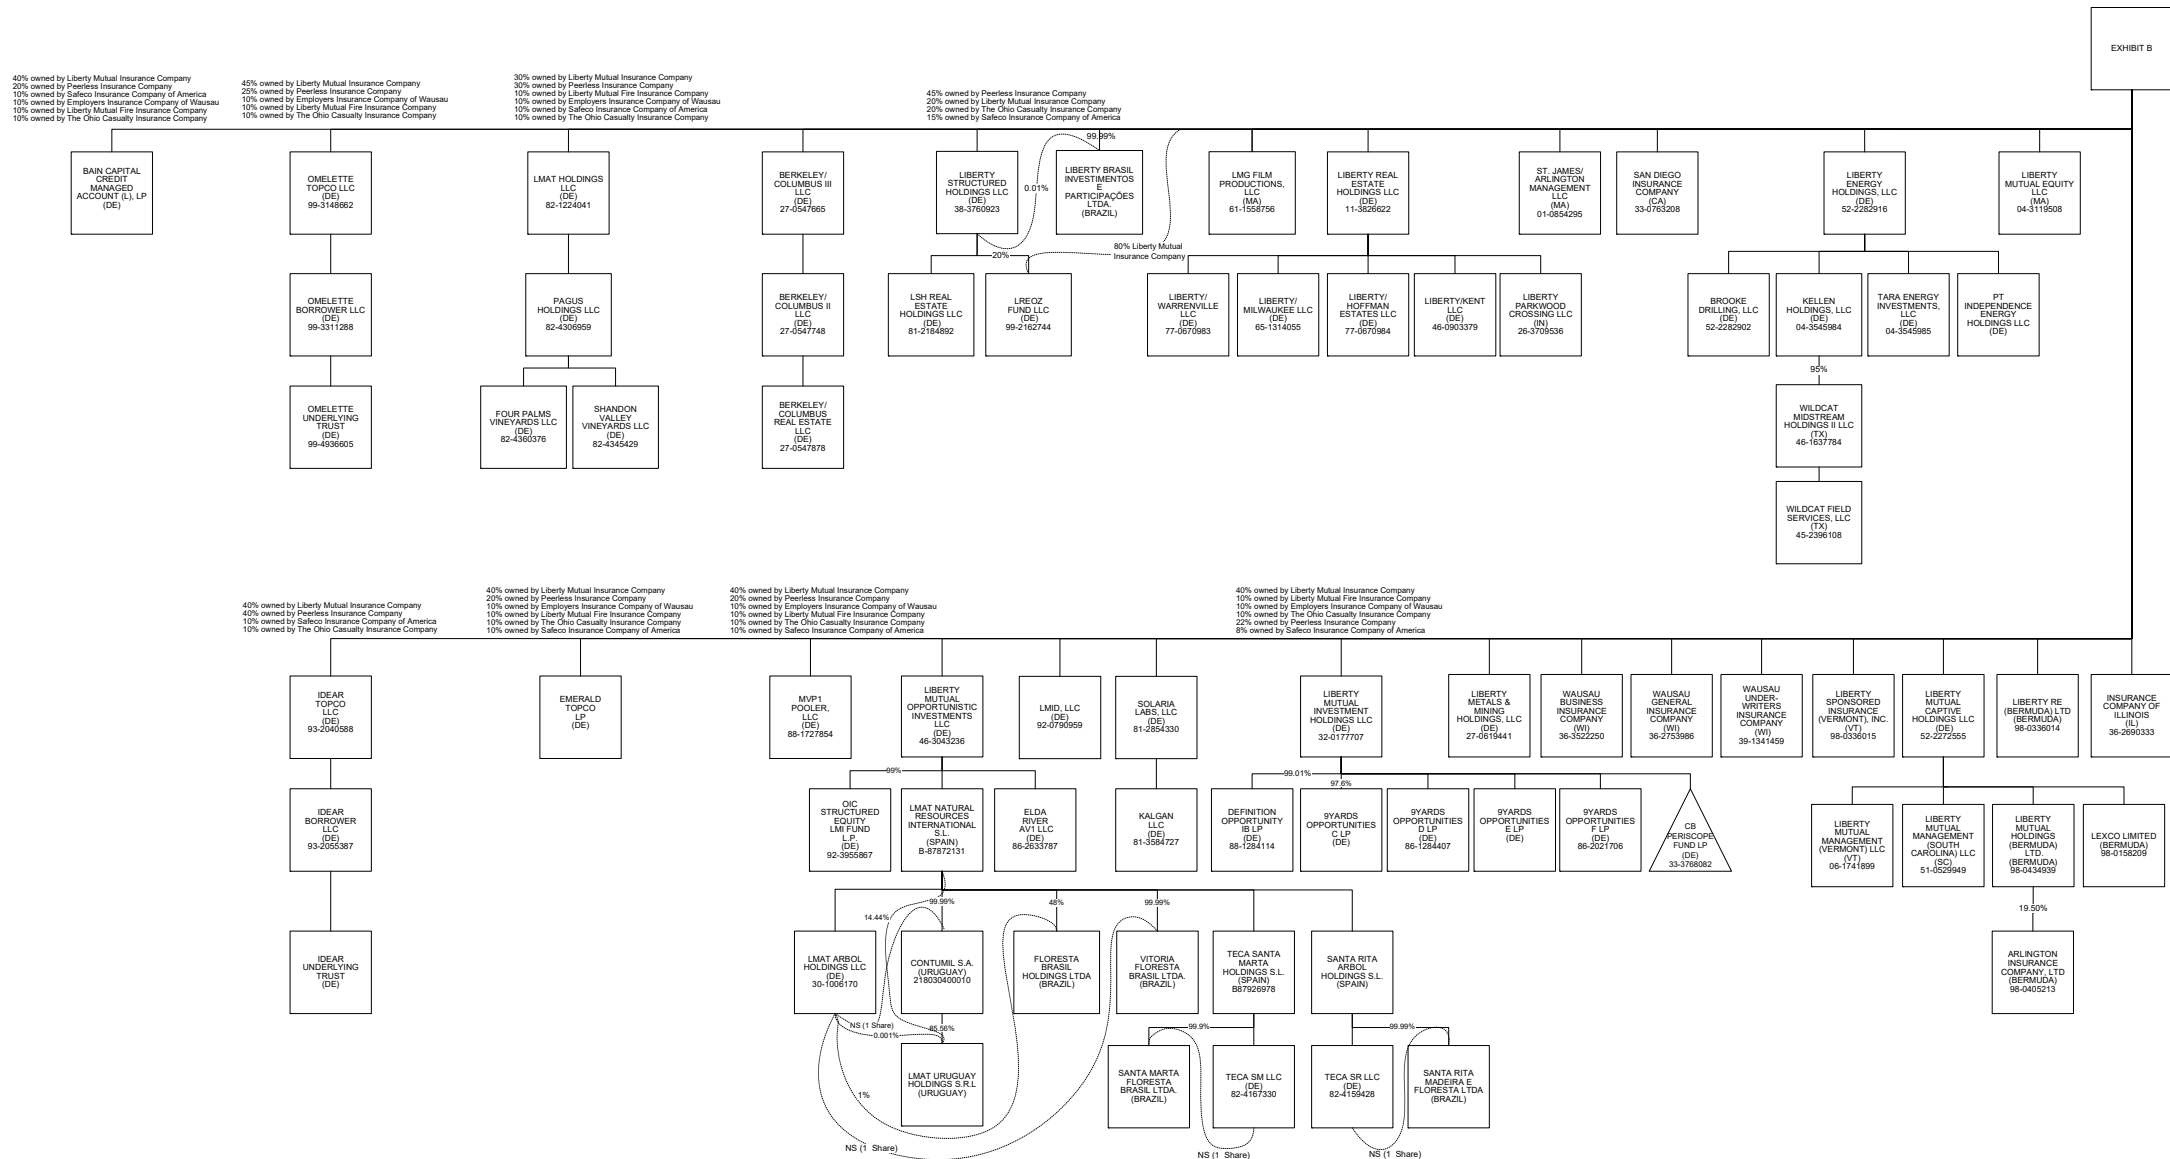 EXHIBIT B
40% owned by Liberty Mutual Insurance Company
20% owned by Peerless Insurance Company
10% owned by Safeco Insurance Company of America
10% owned by Employers Insurance Company of Wausau
10% owned by Liberty Mutual Fire Insurance Company
10% owned by The Ohio Casualty Insurance Company
45% owned by Liberty Mutual Insurance Company
25% owned by Peerless Insurance Company
10% owned by Employers Insurance Company of Wausau
10% owned by Liberty Mutual Fire Insurance Company
10% owned by The Ohio Casualty Insurance Company
30% owned by Liberty Mutual Insurance Company
30% owned by Peerless Insurance Company
10% owned by Liberty Mutual Fire Insurance Company
10% owned by Employers Insurance Company of Wausau
10% owned by Safeco Insurance Company of America
10% owned by The Ohio Casualty Insurance Company
45% owned by Peerless Insurance Company
20% owned by Liberty Mutual Insurance Company
20% owned by The Ohio Casualty Insurance Company
15% owned by Safeco Insurance Company of America
BAIN CAPITAL
CREDIT
MANAGED
ACCOUNT (L), LP
(DE)
OMELETTE
TOPCO LLC
(DE)
99-3148662
LMAT HOLDINGS
LLC
(DE)
82-1224041
BERKELEY/
COLUMBUS III
LLC
(DE)
27-0547665
LIBERTY
STRUCTURED
HOLDINGS LLC
(DE)
38-3760923
0.01%
99.99%
LIBERTY BRASIL
INVESTIMENTOS
E
PARTICIPAÇÕES
LTDA.
(BRAZIL)
LMG FILM
PRODUCTIONS,
LLC
(MA)
61-1558756
LIBERTY REAL
ESTATE
HOLDINGS LLC
(DE)
11-3826622
ST. JAMES/
ARLINGTON
MANAGEMENT
LLC
(MA)
01-0854295
SAN DIEGO
INSURANCE
COMPANY
(CA)
33-0763208
LIBERTY
ENERGY
HOLDINGS, LLC
(DE)
52-2282916
LIBERTY
MUTUAL EQUITY
LLC
(MA)
04-3119508
20%
80% Liberty Mutual
Insurance Company
OMELETTE
BORROWER LLC
(DE)
99-3311288
PAGUS
HOLDINGS LLC
(DE)
82-4306959
BERKELEY/
COLUMBUS II
LLC
(DE)
27-0547748
LSH REAL
ESTATE
HOLDINGS LLC
(DE)
81-2184892
LREOZ
FUND LLC
(DE)
99-2162744
LIBERTY/
WARRENVILLE
LLC
(DE)
77-0670983
LIBERTY/
MILWAUKEE LLC
(DE)
65-1314055
LIBERTY/
HOFFMAN
ESTATES LLC
(DE)
77-0670984
LIBERTY/KENT
LLC
(DE)
46-0903379
LIBERTY
PARKWOOD
CROSSING LLC
(IN)
26-3709536
BROOKE
DRILLING, LLC
(DE)
52-2282902
KELLEN
HOLDINGS, LLC
(DE)
04-3545984
TARA ENERGY
INVESTMENTS,
LLC
(DE)
04-3545985
PT
INDEPENDENCE
ENERGY
HOLDINGS LLC
(DE)
95%
OMELETTE
UNDERLYING
TRUST
(DE)
99-4936605
FOUR PALMS
VINEYARDS LLC
(DE)
82-4360376
SHANDON
VALLEY
VINEYARDS LLC
(DE)
82-4345429
BERKELEY/
COLUMBUS
REAL ESTATE
LLC
(DE)
27-0547878
WILDCAT
MIDSTREAM
HOLDINGS II LLC
(TX)
46-1637784
WILDCAT FIELD
SERVICES, LLC
(TX)
45-2396108
40% owned by Liberty Mutual Insurance Company
40% owned by Peerless Insurance Company
10% owned by Safeco Insurance Company of America
10% owned by The Ohio Casualty Insurance Company
40% owned by Liberty Mutual Insurance Company
20% owned by Peerless Insurance Company
10% owned by Employers Insurance Company of Wausau
10% owned by Liberty Mutual Fire Insurance Company
10% owned by The Ohio Casualty Insurance Company
10% owned by Safeco Insurance Company of America
40% owned by Liberty Mutual Insurance Company
20% owned by Peerless Insurance Company
10% owned by Employers Insurance Company of Wausau
10% owned by Liberty Mutual Fire Insurance Company
10% owned by The Ohio Casualty Insurance Company
10% owned by Safeco Insurance Company of America
40% owned by Liberty Mutual Insurance Company
10% owned by Liberty Mutual Fire Insurance Company
10% owned by Employers Insurance Company of Wausau
10% owned by The Ohio Casualty Insurance Company
22% owned by Peerless Insurance Company
8% owned by Safeco Insurance Company of America
IDEAR
TOPCO
LLC
(DE)
93-2040588
EMERALD
TOPCO
LP
(DE)
MVP1
POOLER,
LLC
(DE)
88-1727854
LIBERTY
MUTUAL
OPPORTUNISTIC
INVESTMENTS
LLC
(DE)
46-3043236
LMID, LLC
(DE)
92-0790959
SOLARIA
LABS, LLC
(DE)
81-2854330
LIBERTY
MUTUAL
INVESTMENT
HOLDINGS LLC
(DE)
32-0177707
LIBERTY
METALS &
MINING
HOLDINGS, LLC
(DE)
27-0619441
WAUSAU
BUSINESS
INSURANCE
COMPANY
(WI)
36-3522250
WAUSAU
GENERAL
INSURANCE
COMPANY
(WI)
36-2753986
WAUSAU
UNDER-
WRITERS
INSURANCE
COMPANY
(WI)
39-1341459
LIBERTY
SPONSORED
INSURANCE
(VERMONT), INC.
(VT)
98-0336015
LIBERTY
MUTUAL
CAPTIVE
HOLDINGS LLC
(DE)
52-2272555
LIBERTY RE
(BERMUDA) LTD
(BERMUDA)
98-0336014
INSURANCE
COMPANY OF
ILLINOIS
(IL)
36-2690333
99%
99.01%
97.6%
IDEAR
BORROWER
LLC
(DE)
93-2055387
OIC
STRUCTURED
EQUITY
LMI FUND
L.P.
(DE)
92-3955867
LMAT NATURAL
RESOURCES
INTERNATIONAL
S.L.
(SPAIN)
B-87872131
ELDA
RIVER
AV1 LLC
(DE)
86-2633787
KALGAN
LLC
(DE)
81-3584727
DEFINITION
OPPORTUNITY
IB LP
(DE)
88-1284114
9YARDS
OPPORTUNITIES
C LP
(DE)
9YARDS
OPPORTUNITIES
D LP
(DE)
86-1284407
9YARDS
OPPORTUNITIES
E LP
(DE)
9YARDS
OPPORTUNITIES
F LP
(DE)
86-2021706
CB
PERISCOPE
FUND LP
(DE)
33-3768082
LIBERTY
MUTUAL
MANAGEMENT
(VERMONT) LLC
(VT)
06-1741899
LIBERTY
MUTUAL
MANAGEMENT
(SOUTH
CAROLINA) LLC
(SC)
51-0529949
LIBERTY
MUTUAL
HOLDINGS
(BERMUDA)
LTD.
(BERMUDA)
98-0434939
LEXCO LIMITED
(BERMUDA)
98-0158209
14.44%
99.99%
48%
99.99%
19.50%
IDEAR
UNDERLYING
TRUST
(DE)
LMAT ARBOL
HOLDINGS LLC
(DE)
30-1006170
CONTUMIL S.A.
(URUGUAY)
218030400010
FLORESTA
BRASIL
HOLDINGS LTDA
(BRAZIL)
VITORIA
FLORESTA
BRASIL LTDA.
(BRAZIL)
TECA SANTA
MARTA
HOLDINGS S.L.
(SPAIN)
B87926978
SANTA RITA
ARBOL
HOLDINGS S.L.
(SPAIN)
ARLINGTON
INSURANCE
COMPANY, LTD
(BERMUDA)
98-0405213
NS (1 Share)
0.001%
85.56%
99.9%
99.99%
LMAT URUGUAY
HOLDINGS S.R.L
(URUGUAY)
SANTA MARTA
FLORESTA
BRASIL LTDA.
(BRAZIL)
TECA SM LLC
(DE)
82-4167330
TECA SR LLC
(DE)
82-4159428
SANTA RITA
MADEIRA E
FLORESTA LTDA
(BRAZIL)
1%
NS (1 Share)
NS (1 Share)
NS (1 Share)